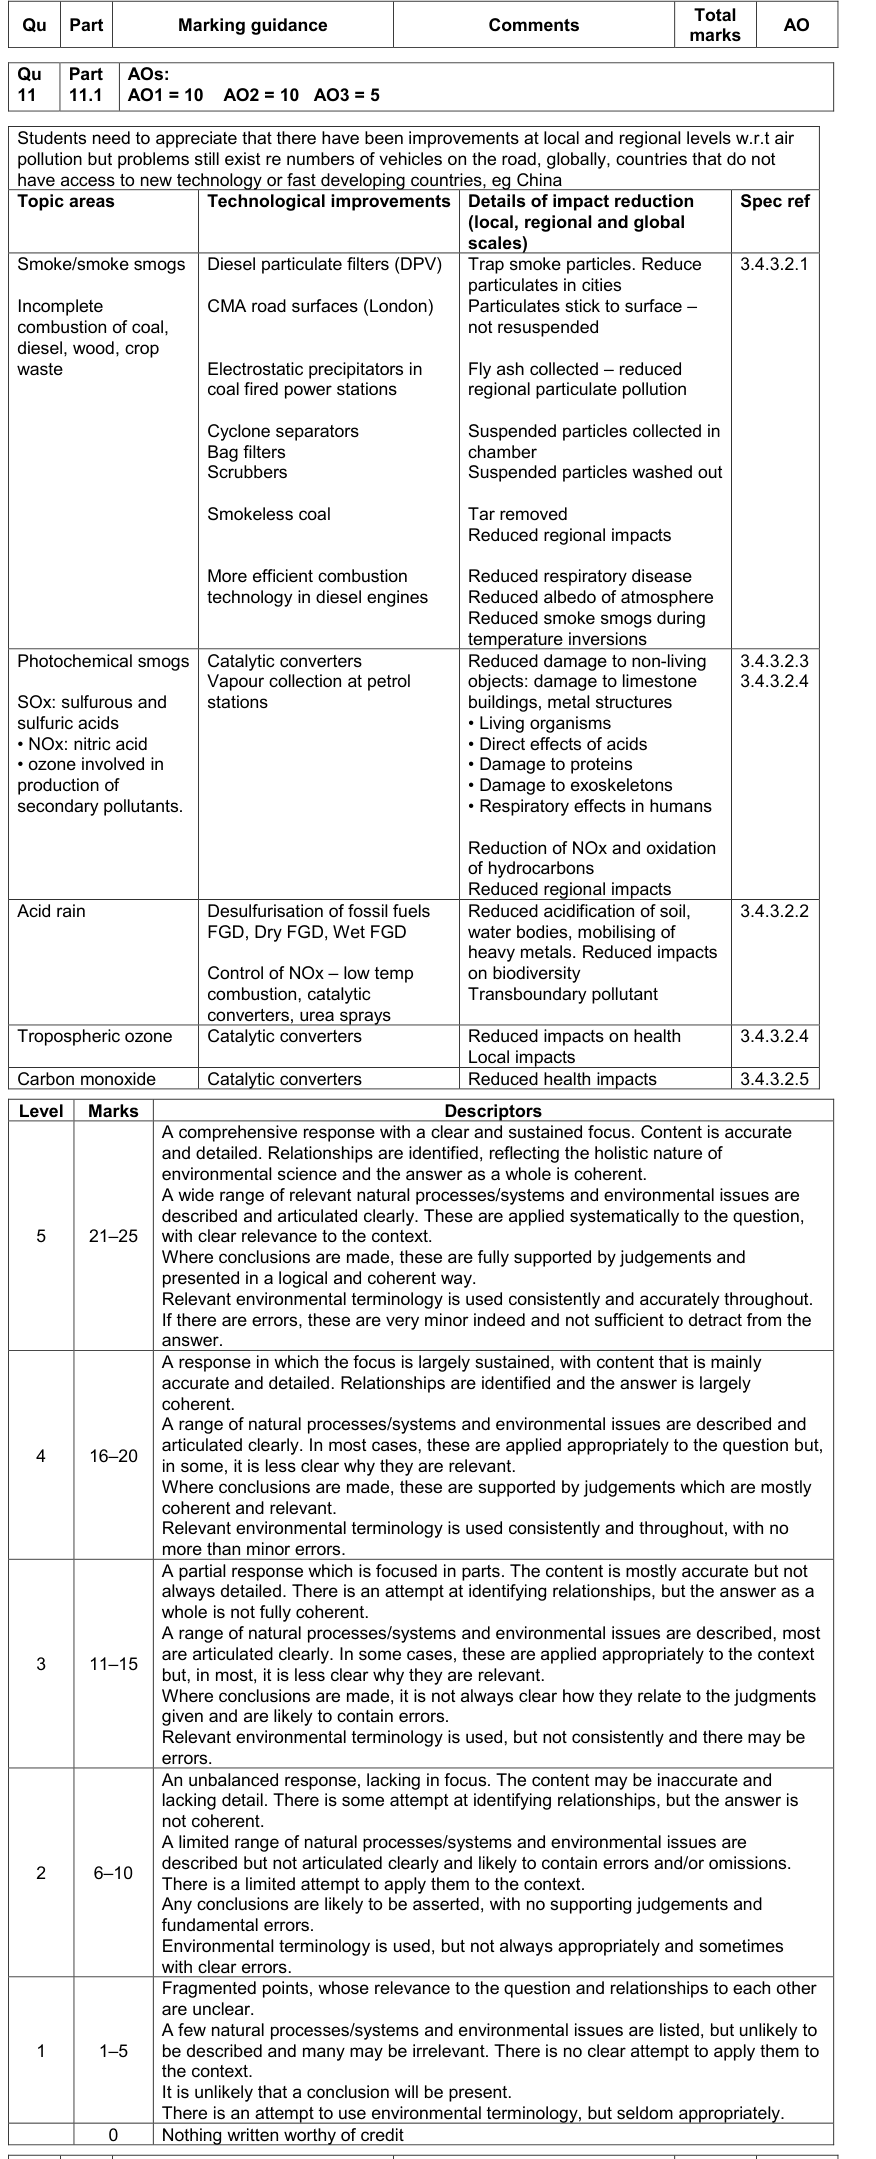 Qu Part Marking guidance Comments Total marks AO
Qu 11 Part 11.1 AOs:
AO1 = 10 AO2 = 10 AO3 = 5
Students need to appreciate that there have been improvements at local and regional levels w.r.t air
pollution but problems still exist re numbers of vehicles on the road, globally, countries that do not
have access to new technology or fast developing countries, eg China
Topic areas
Technological improvements
Details of impact reduction
(local, regional and global
scales)
Spec ref
Smoke/smoke smogs
Incomplete
combustion of coal,
diesel, wood, crop
waste
Diesel particulate filters (DPV)
CMA road surfaces (London)
Electrostatic precipitators in
coal fired power stations
Cyclone separators
Bag filters
Scrubbers
Smokeless coal
More efficient combustion
technology in diesel engines
Trap smoke particles. Reduce
particulates in cities
Particulates stick to surface –
not resuspended
Fly ash collected – reduced
regional particulate pollution
Suspended particles collected in
chamber
Suspended particles washed out
Tar removed
Reduced regional impacts
Reduced respiratory disease
Reduced albedo of atmosphere
Reduced smoke smogs during
temperature inversions
3.4.3.2.1
Photochemical smogs
SOx: sulfurous and
sulfuric acids
• NOx: nitric acid
• ozone involved in
production of
secondary pollutants.
Catalytic converters
Vapour collection at petrol
stations
Reduced damage to non-living
objects: damage to limestone
buildings, metal structures
• Living organisms
• Direct effects of acids
• Damage to proteins
• Damage to exoskeletons
• Respiratory effects in humans
Reduction of NOx and oxidation
of hydrocarbons
Reduced regional impacts
3.4.3.2.3
3.4.3.2.4
Acid rain
Desulfurisation of fossil fuels
FGD, Dry FGD, Wet FGD
Control of NOx – low temp
combustion, catalytic
converters, urea sprays
Reduced acidification of soil,
water bodies, mobilising of
heavy metals. Reduced impacts
on biodiversity
Transboundary pollutant
3.4.3.2.2
Tropospheric ozone
Catalytic converters
Reduced impacts on health
Local impacts
3.4.3.2.4
Carbon monoxide
Catalytic converters
Reduced health impacts
3.4.3.2.5
Level Marks Descriptors
5
21–25
A comprehensive response with a clear and sustained focus. Content is accurate
and detailed. Relationships are identified, reflecting the holistic nature of
environmental science and the answer as a whole is coherent.
A wide range of relevant natural processes/systems and environmental issues are
described and articulated clearly. These are applied systematically to the question,
with clear relevance to the context.
Where conclusions are made, these are fully supported by judgements and
presented in a logical and coherent way.
Relevant environmental terminology is used consistently and accurately throughout.
If there are errors, these are very minor indeed and not sufficient to detract from the
answer.
4
16–20
A response in which the focus is largely sustained, with content that is mainly
accurate and detailed. Relationships are identified and the answer is largely
coherent.
A range of natural processes/systems and environmental issues are described and
articulated clearly. In most cases, these are applied appropriately to the question but,
in some, it is less clear why they are relevant.
Where conclusions are made, these are supported by judgements which are mostly
coherent and relevant.
Relevant environmental terminology is used consistently and throughout, with no
more than minor errors.
3
11–15
A partial response which is focused in parts. The content is mostly accurate but not
always detailed. There is an attempt at identifying relationships, but the answer as a
whole is not fully coherent.
A range of natural processes/systems and environmental issues are described, most
are articulated clearly. In some cases, these are applied appropriately to the context
but, in most, it is less clear why they are relevant.
Where conclusions are made, it is not always clear how they relate to the judgments
given and are likely to contain errors.
Relevant environmental terminology is used, but not consistently and there may be
errors.
2
6–10
An unbalanced response, lacking in focus. The content may be inaccurate and
lacking detail. There is some attempt at identifying relationships, but the answer is
not coherent.
A limited range of natural processes/systems and environmental issues are
described but not articulated clearly and likely to contain errors and/or omissions.
There is a limited attempt to apply them to the context.
Any conclusions are likely to be asserted, with no supporting judgements and
fundamental errors.
Environmental terminology is used, but not always appropriately and sometimes
with clear errors.
1
1–5
Fragmented points, whose relevance to the question and relationships to each other
are unclear.
A few natural processes/systems and environmental issues are listed, but unlikely to
be described and many may be irrelevant. There is no clear attempt to apply them to
the context.
It is unlikely that a conclusion will be present.
There is an attempt to use environmental terminology, but seldom appropriately.
0
Nothing written worthy of credit